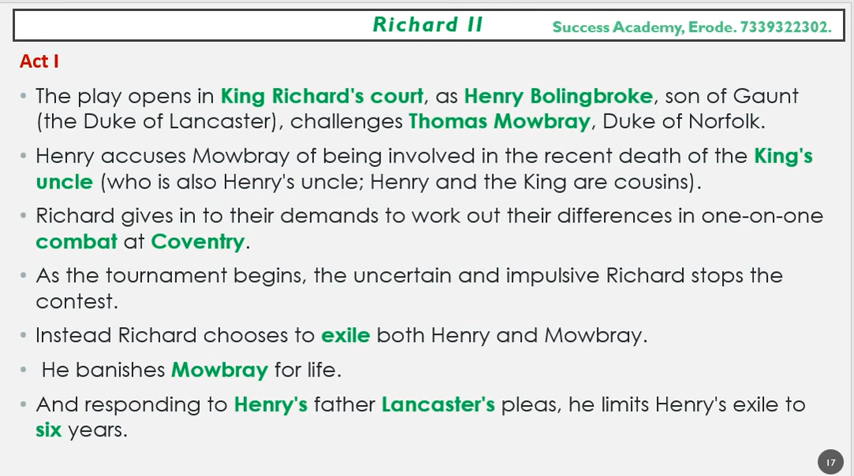 Richard II
Success Academy, Erode. 7339322302.
Act I
• The play opens in King Richard's court, as Henry Bolingbroke, son of Gaunt
(the Duke of Lancaster), challenges Thomas Mowbray, Duke of Norfolk.
• Henry accuses Mowbray of being involved in the recent death of the King's
uncle (who is also Henry's uncle; Henry and the King are cousins).
• Richard gives in to their demands to work out their differences in one-on-one
combat at Coventry.
• As the tournament begins, the uncertain and impulsive Richard stops the
contest.
• Instead Richard chooses to exile both Henry and Mowbray.
• He banishes Mowbray for life.
• And responding to Henry's father Lancaster's pleas, he limits Henry's exile to
six years.
17